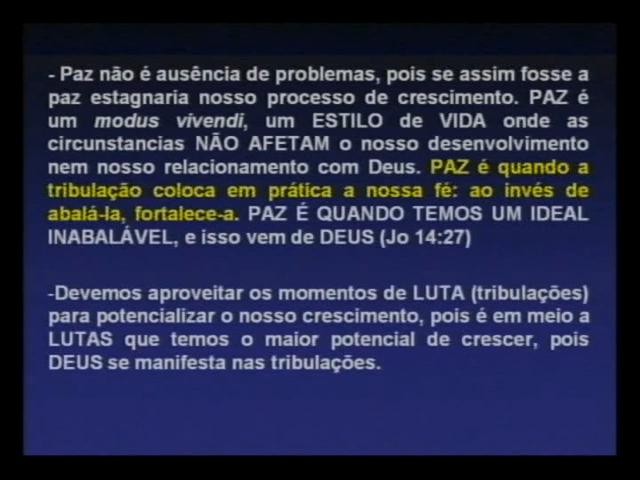 - Paz não é ausência de problemas, pois se assim fosse a
paz estagnaria nosso processo de crescimento. PAZ é
um modus vivendi, um ESTILO de VIDA onde as
circunstancias NÃO AFETAM o nosso desenvolvimento
nem nosso relacionamento com Deus. PAZ é quando a
tribulação coloca em prática a nossa fé: ao invés de
abalá-la, fortalece-a. PAZ É QUANDO TEMOS UM IDEAL
INABALÁVEL, e isso vem de DEUS (Jo 14:27)
-Devemos aproveitar os momentos de LUTA (tribulações)
para potencializar o nosso crescimento, pois é em meio a
LUTAS que temos o maior potencial de crescer, pois
DEUS se manifesta nas tribulações.